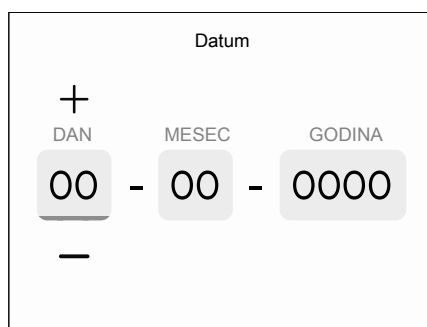 Datum
+
DAN MESEC GODINA
00 - 00 - 0000
−